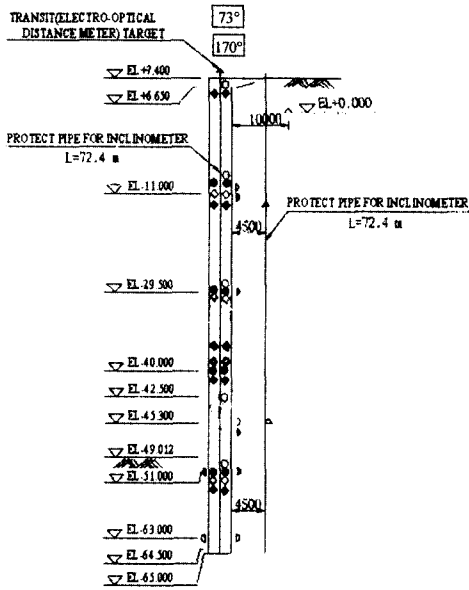 73°
170°
TRANSIT(ELECTRO-OPTICAL
DISTANCE METER) TARGET
EL+7.400
EL+6.650
EL+0.000
10000
PROTECT PIPE FOR INCLINOMETER
L=72.4 m
EL-11.000
PROTECT PIPE FOR INCLINOMETER
L=72.4 m
4500
EL-29.500
EL-40.000
EL-42.500
EL-45.300
EL-49.012
EL-51.000
4500
EL-63.000
EL-64.500
EL-65.000